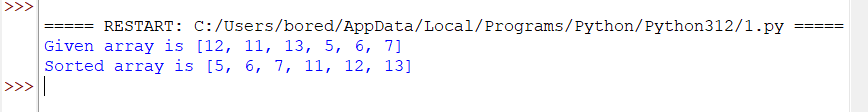 >>>
===== RESTART: C:/Users/bored/AppData/Local/Programs/Python/Python312/1.py =====
Given array is [12, 11, 13, 5, 6, 7]
Sorted array is [5, 6, 7, 11, 12, 13]
>>>